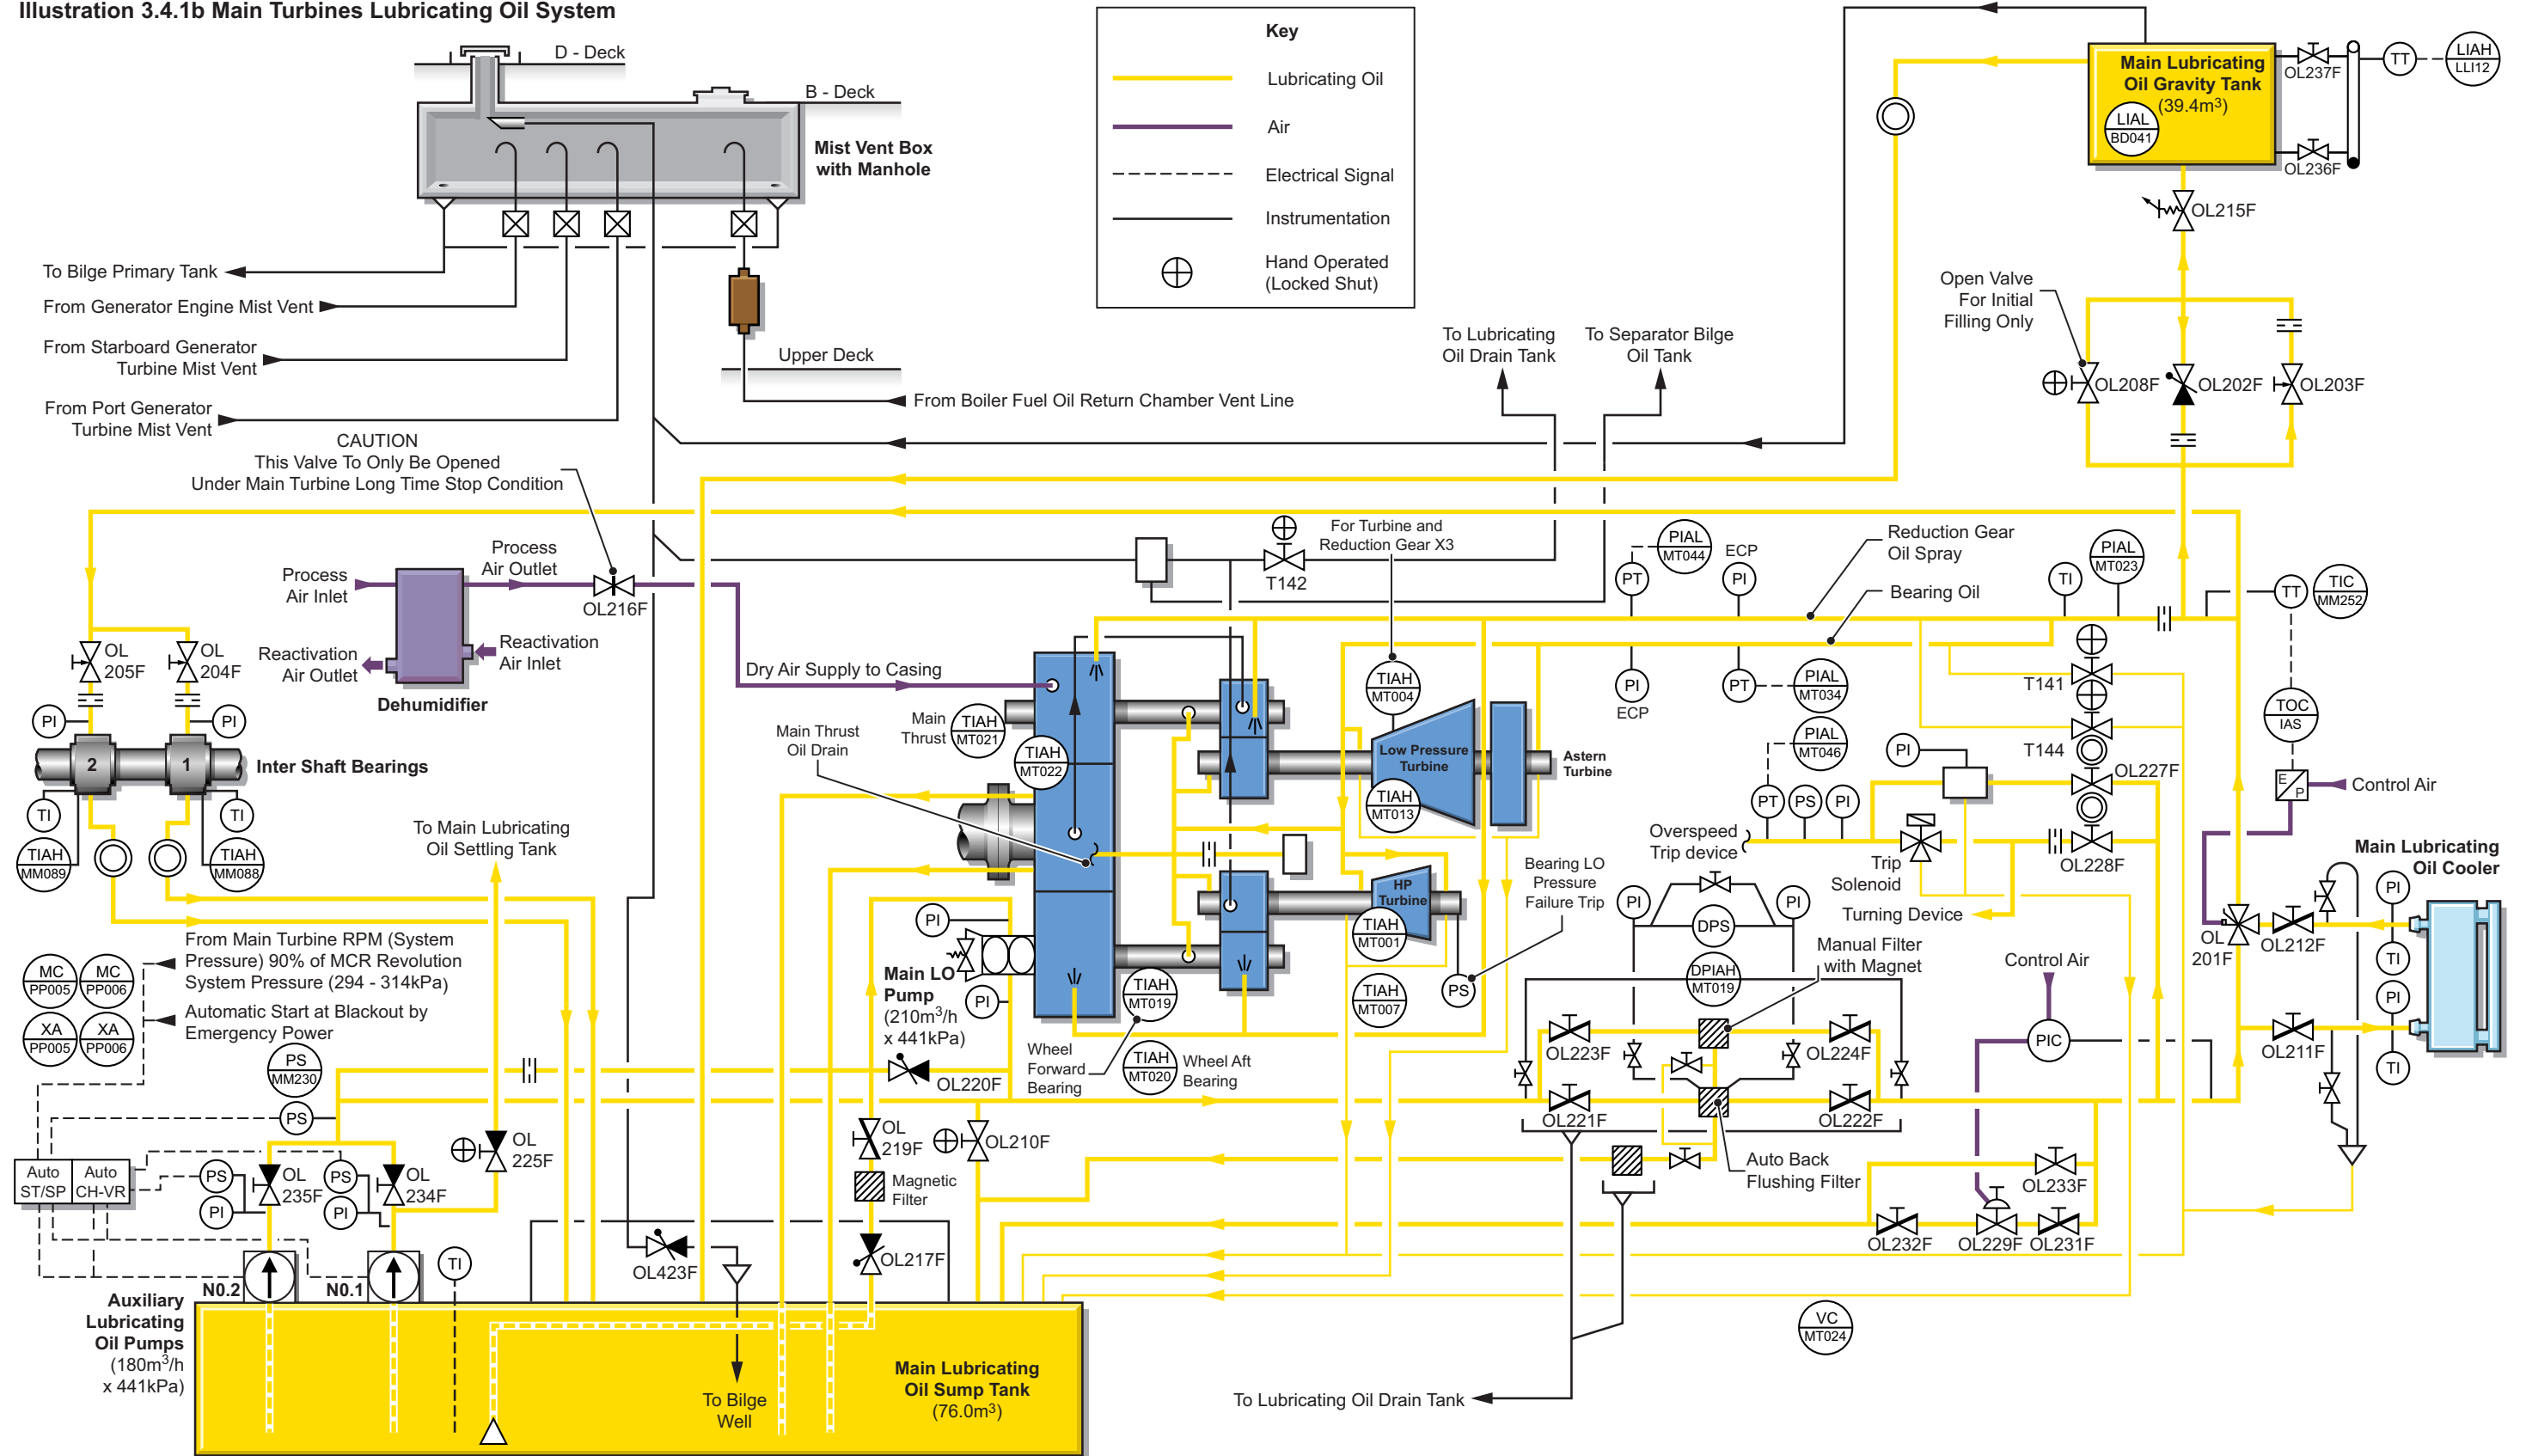 Illustration 3.4.1b Main Turbines Lubricating Oil System
D - Deck
B - Deck
Mist Vent Box
with Manhole
To Bilge Primary Tank
From Generator Engine Mist Vent
From Starboard Generator
Turbine Mist Vent
From Port Generator
Turbine Mist Vent
Upper Deck
From Boiler Fuel Oil Return Chamber Vent Line
Key
Lubricating Oil
Air
Electrical Signal
Instrumentation
Hand Operated
(Locked Shut)
To Lubricating
Oil Drain Tank
To Separator Bilge
Oil Tank
Main Lubricating
Oil Gravity Tank
(39.4m³)
LIAL
BD041
OL237F
OL236F
TT
LIAH
LLI12
OL215F
Open Valve
For Initial
Filling Only
OL208F
OL202F
OL203F
CAUTION
This Valve To Only Be Opened
Under Main Turbine Long Time Stop Condition
Process
Air Inlet
Process
Air Outlet
OL216F
Reactivation
Air Outlet
Reactivation
Air Inlet
Dehumidifier
Dry Air Supply to Casing
OL
205F
OL
204F
PI
PI
2
1
Inter Shaft Bearings
TI
TI
TIAH
MM089
TIAH
MM088
To Main Lubricating
Oil Settling Tank
T142
For Turbine and
Reduction Gear X3
PIAL
MT044
ECP
PT
PI
Reduction Gear
Oil Spray
Bearing Oil
TI
PIAL
MT023
TT
TIC
MM252
PI
ECP
PT
PIAL
MT034
PIAL
MT046
T141
T144
TOC
IAS
E
P
Control Air
Main
Thrust
TIAH
MT021
TIAH
MT022
Main Thrust
Oil Drain
TIAH
MT004
Low Pressure
Turbine
TIAH
MT013
Astern
Turbine
HP
Turbine
TIAH
MT001
TIAH
MT007
PS
Bearing LO
Pressure
Failure Trip
PT
PS
PI
PI
Overspeed
Trip device
Trip
Solenoid
Turning Device
OL227F
OL228F
Main Lubricating
Oil Cooler
OL
201F
OL212F
OL211F
PI
TI
PI
TI
Control Air
PIC
PI
PI
DPS
DPIAH
MT019
Manual Filter
with Magnet
OL223F
OL224F
OL221F
OL222F
Auto Back
Flushing Filter
OL233F
OL232F
OL229F
OL231F
From Main Turbine RPM (System
Pressure) 90% of MCR Revolution
System Pressure (294 - 314kPa)
Automatic Start at Blackout by
Emergency Power
MC
PP005
MC
PP006
XA
PP005
XA
PP006
PS
MM230
PS
Auto
ST/SP
Auto
CH-VR
PS
PI
PS
PI
OL
235F
OL
234F
OL
225F
PI
PI
Main LO
Pump
(210m³/h
x 441kPa)
TIAH
MT019
Wheel
Forward
Bearing
TIAH
MT020
Wheel Aft
Bearing
OL220F
OL
219F
OL210F
Magnetic
Filter
OL217F
OL423F
TI
N0.2
N0.1
Auxiliary
Lubricating
Oil Pumps
(180m³/h
x 441kPa)
To Bilge
Well
Main Lubricating
Oil Sump Tank
(76.0m³)
To Lubricating Oil Drain Tank
VC
MT024